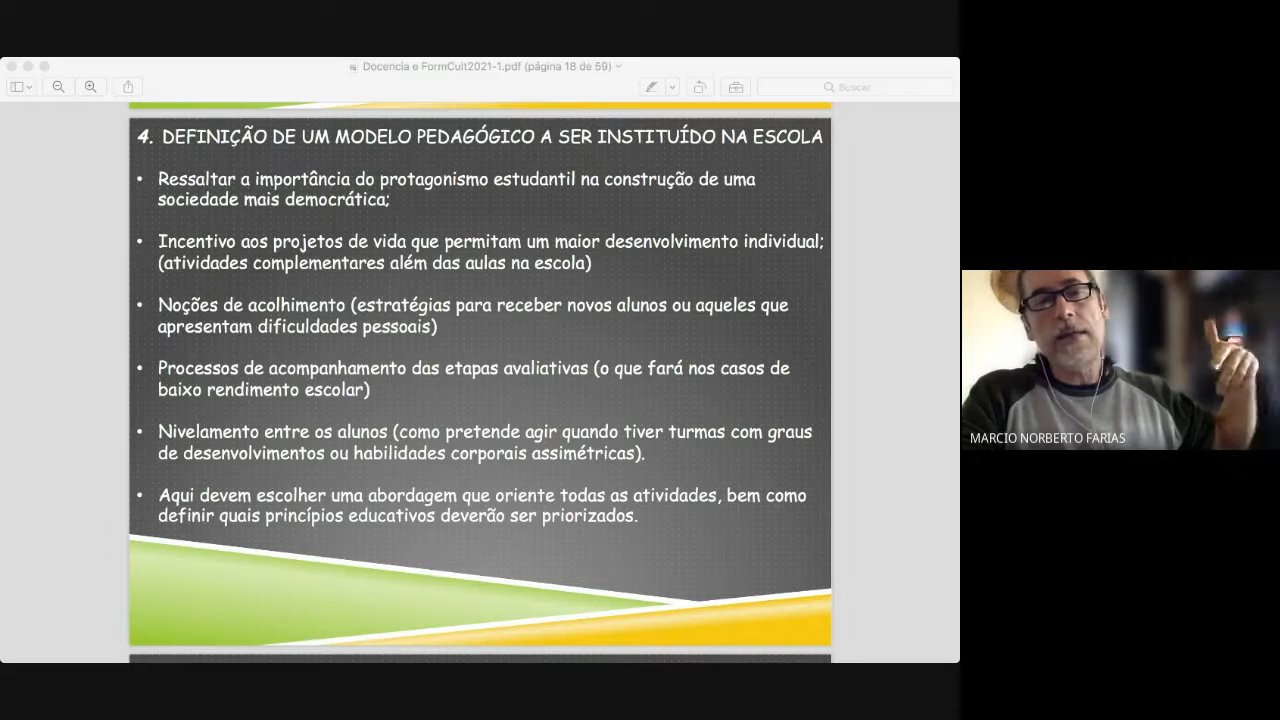 Docencia e FormCult2021-1.pdf (página 18 de 59)
Buscar
4. DEFINIÇÃO DE UM MODELO PEDAGÓGICO A SER INSTITUÍDO NA ESCOLA
• Ressaltar a importância do protagonismo estudantil na construção de uma
sociedade mais democrática;
• Incentivo aos projetos de vida que permitam um maior desenvolvimento individual;
(atividades complementares além das aulas na escola)
• Noções de acolhimento (estratégias para receber novos alunos ou aqueles que
apresentam dificuldades pessoais)
• Processos de acompanhamento das etapas avaliativas (o que fará nos casos de
baixo rendimento escolar)
• Nivelamento entre os alunos (como pretende agir quando tiver turmas com graus
de desenvolvimentos ou habilidades corporais assimétricas).
• Aqui devem escolher uma abordagem que oriente todas as atividades, bem como
definir quais princípios educativos deverão ser priorizados.
MARCIO NORBERTO FARIAS